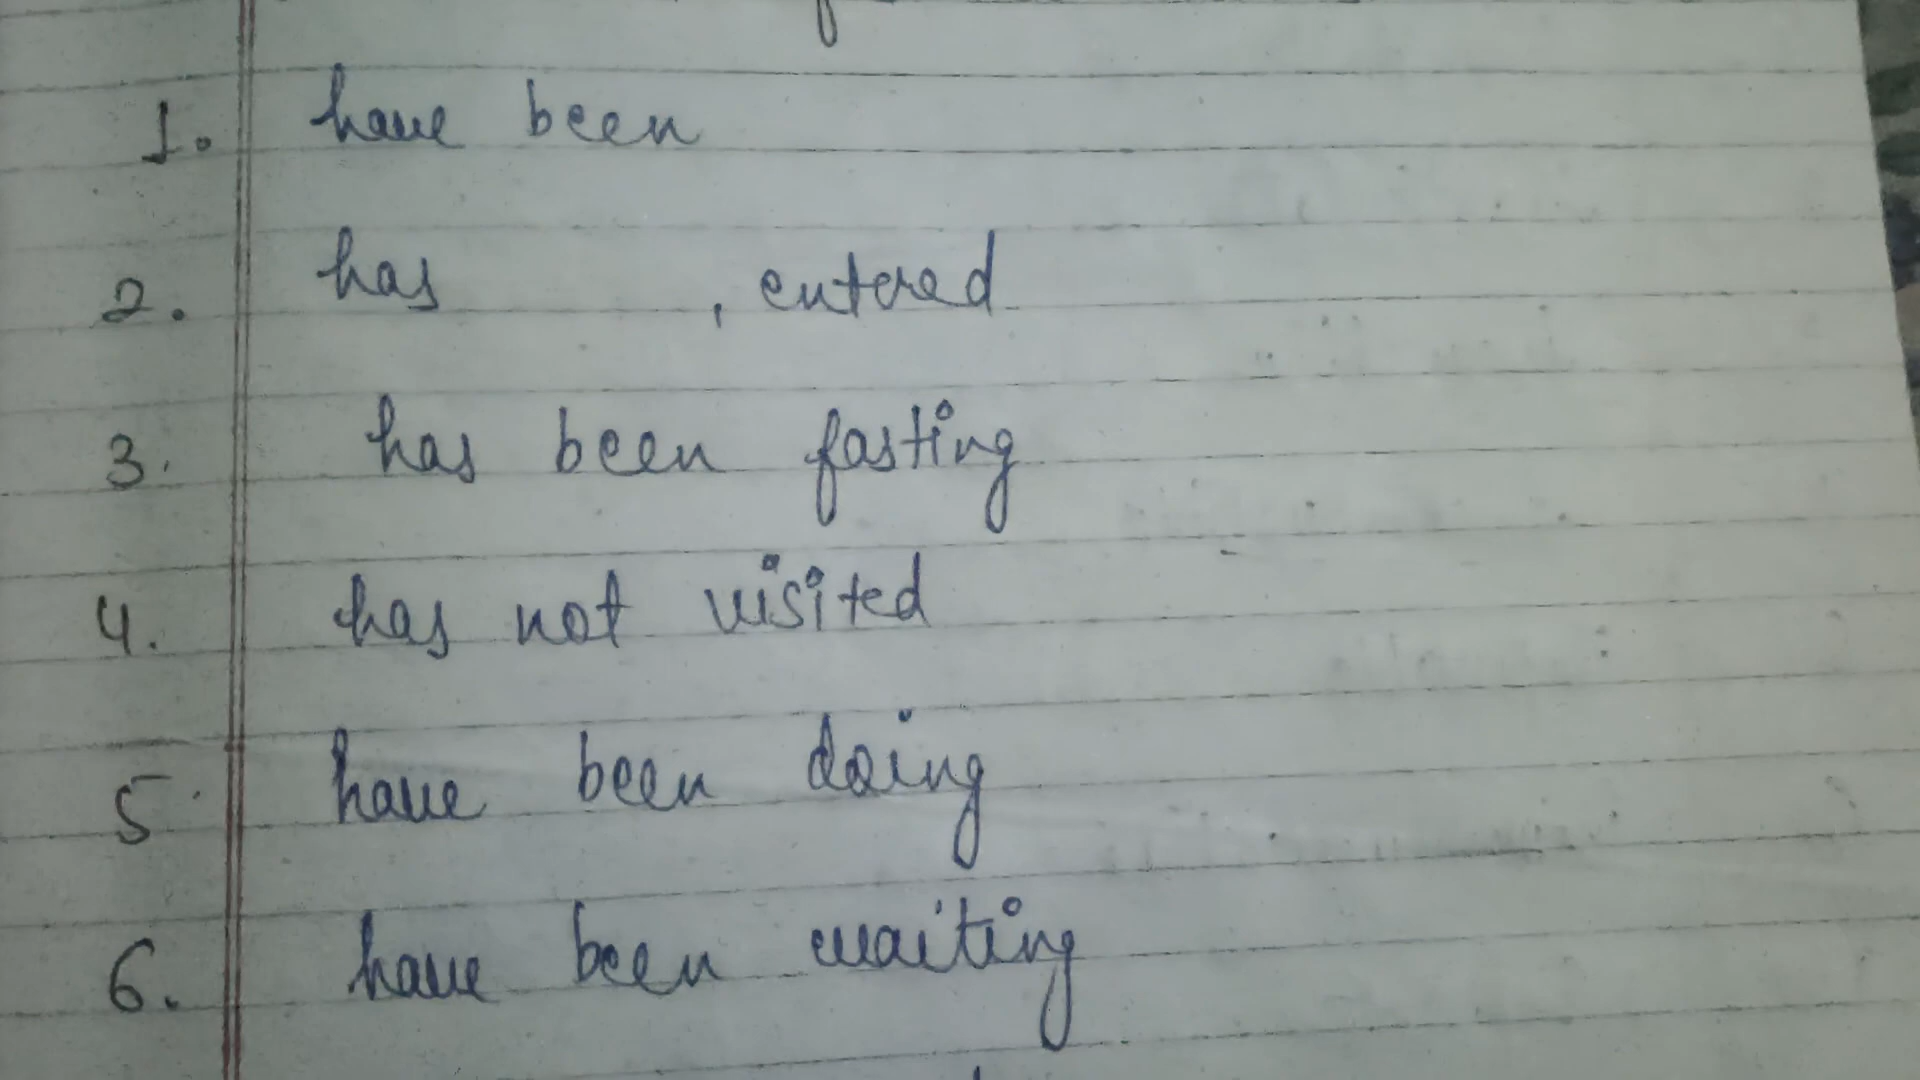 1. have been
2. has , entered
3. has been fasting
4. has not visited
5. have been doing
6. have been waiting